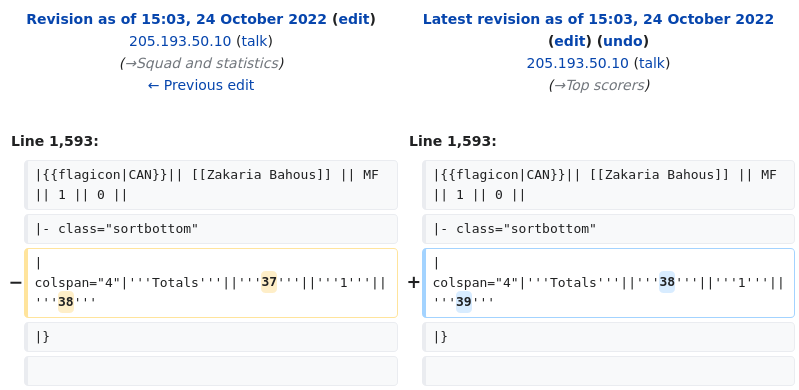 Revision as of 15:03, 24 October 2022 (edit)
205.193.50.10 (talk)
(→Squad and statistics)
← Previous edit
Latest revision as of 15:03, 24 October 2022
(edit) (undo)
205.193.50.10 (talk)
(→Top scorers)
Line 1,593:
Line 1,593:
|{{flagicon|CAN}}|| [[Zakaria Bahous]] || MF
|| 1 || 0 ||
|{{flagicon|CAN}}|| [[Zakaria Bahous]] || MF
|| 1 || 0 ||
|- class="sortbottom"
|- class="sortbottom"
−
|
colspan="4"|'''Totals'''||'''37'''||'''1'''||
'''38'''
+
|
colspan="4"|'''Totals'''||'''38'''||'''1'''||
'''39'''
|}
|}